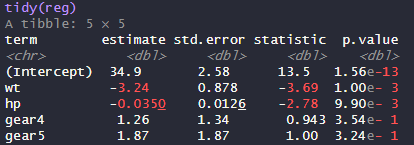 tidy(reg)
A tibble: 5 × 5
term estimate std.error statistic p.value
<chr> <dbl> <dbl> <dbl> <dbl>
(Intercept) 34.9 2.58 13.5 1.56e-13
wt -3.24 0.878 -3.69 1.00e- 3
hp -0.0350 0.0126 -2.78 9.90e- 3
gear4 1.26 1.34 0.943 3.54e- 1
gear5 1.87 1.87 1.00 3.24e- 1